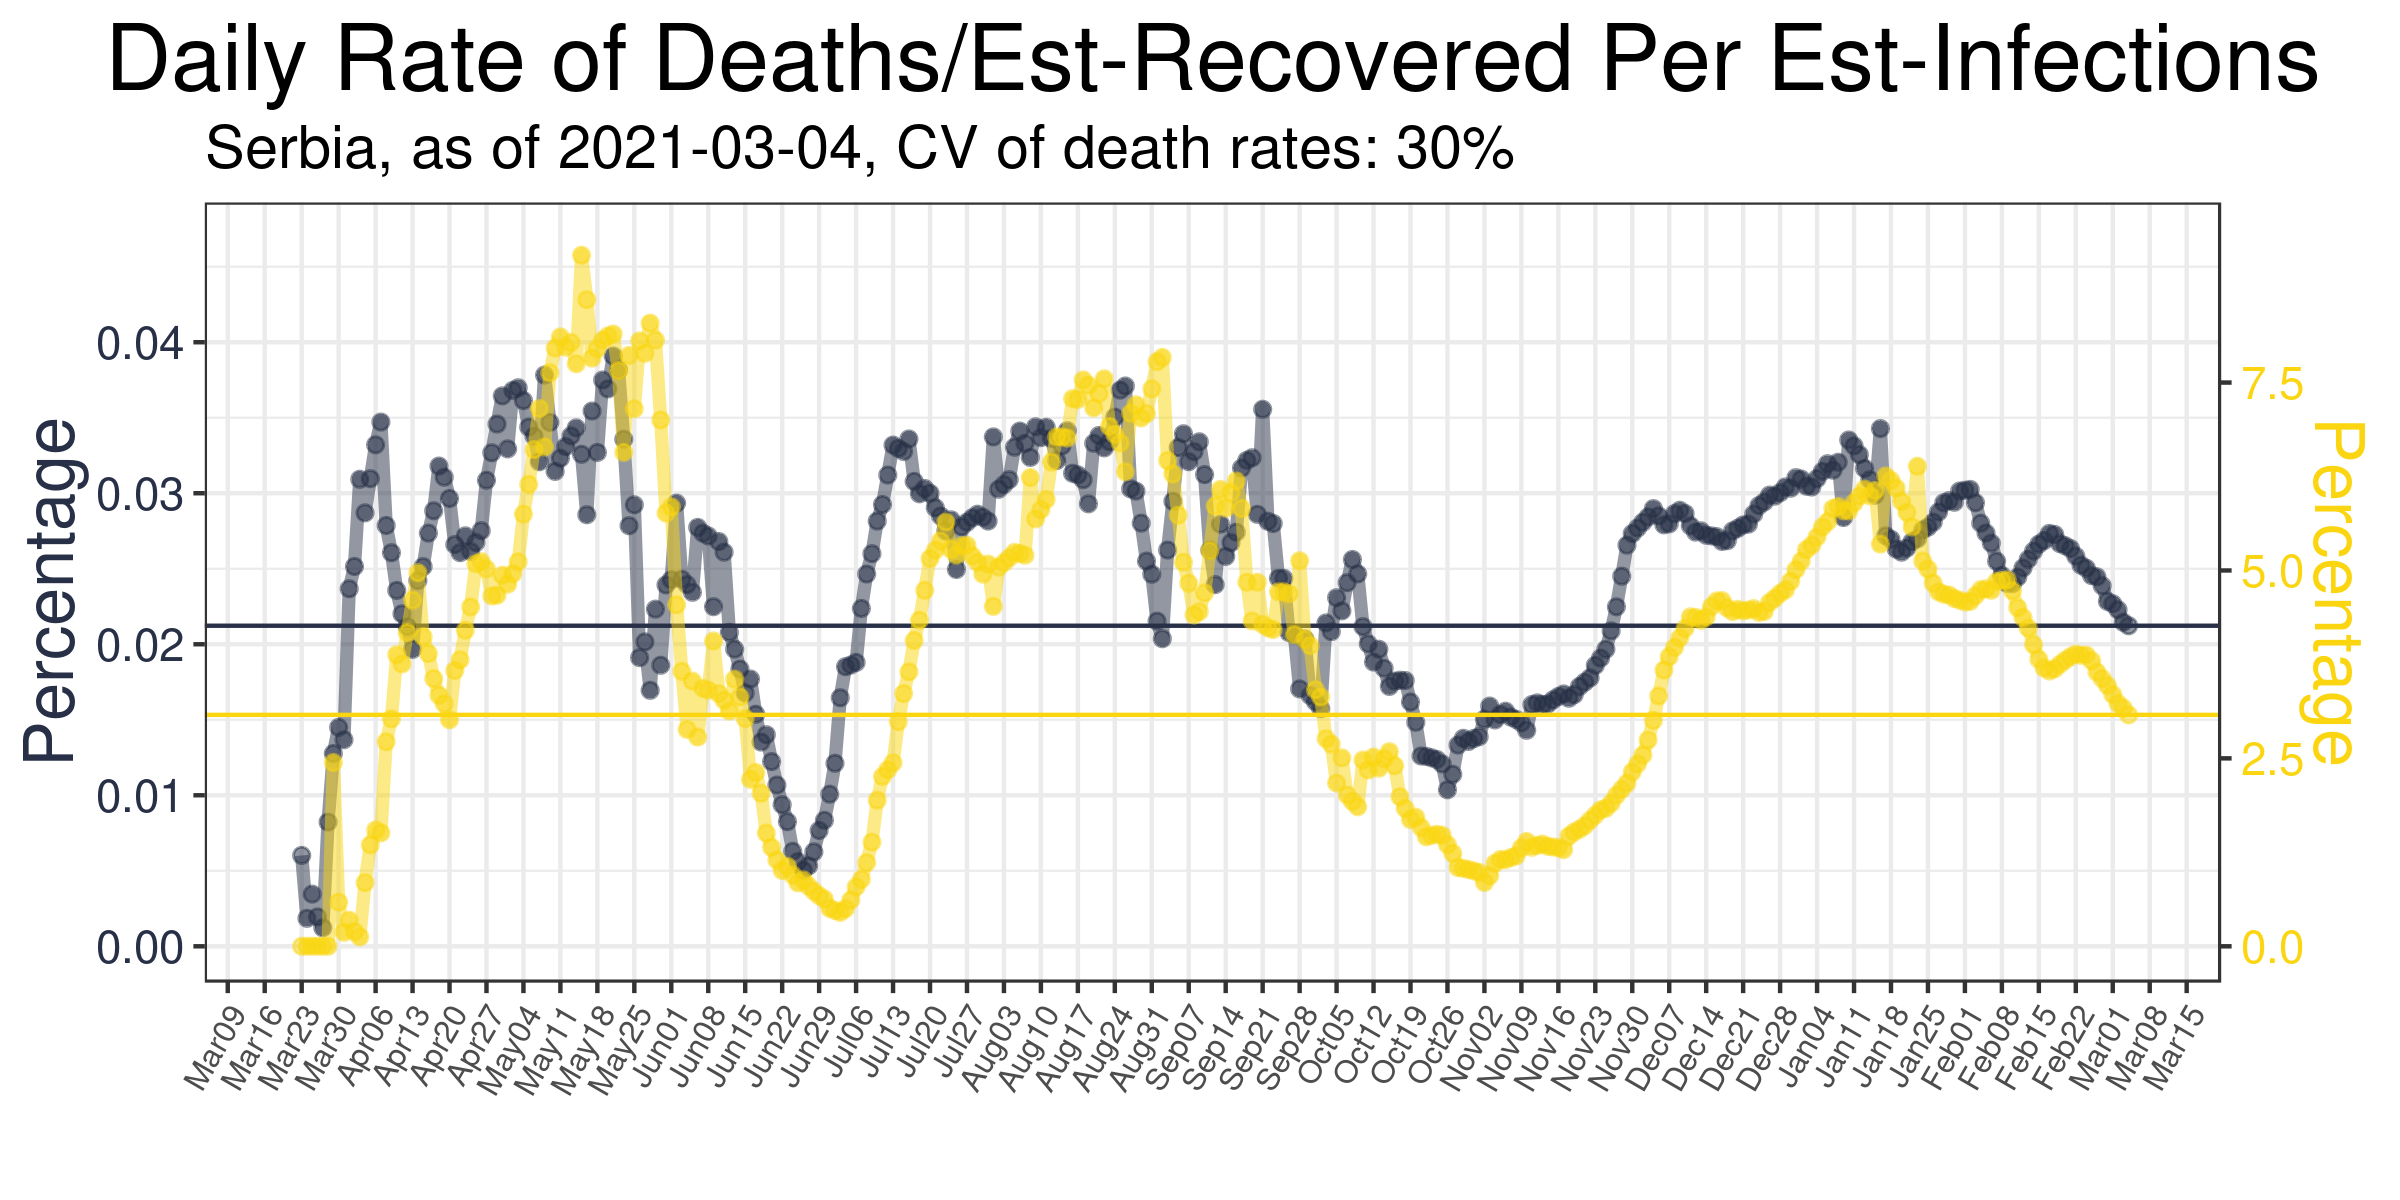 Daily Rate of Deaths/Est-Recovered Per Est-Infections
Serbia, as of 2021-03-04, CV of death rates: 30%
Percentage
0.04
0.03
0.02
0.01
0.00
7.5
5.0
2.5
0.0
Percentage
Mar09
Mar16
Mar23
Mar30
Apr06
Apr13
Apr20
Apr27
May04
May11
May18
May25
Jun01
Jun08
Jun15
Jun22
Jun29
Jul06
Jul13
Jul20
Jul27
Aug03
Aug10
Aug17
Aug24
Aug31
Sep07
Sep14
Sep21
Sep28
Oct05
Oct12
Oct19
Oct26
Nov02
Nov09
Nov16
Nov23
Nov30
Dec07
Dec14
Dec21
Dec28
Jan04
Jan11
Jan18
Jan25
Feb01
Feb08
Feb15
Feb22
Mar01
Mar08
Mar15